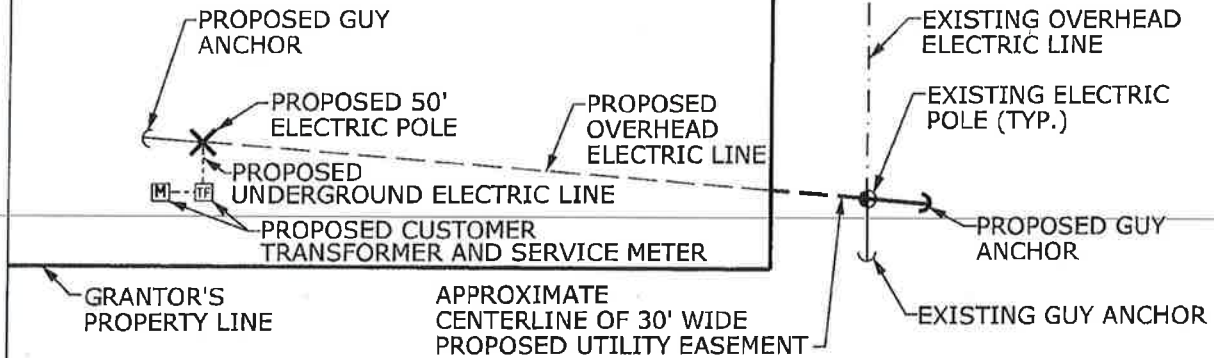 PROPOSED GUY
ANCHOR
EXISTING OVERHEAD
ELECTRIC LINE
PROPOSED 50'
ELECTRIC POLE
PROPOSED
OVERHEAD
ELECTRIC LINE
EXISTING ELECTRIC
POLE (TYP.)
PROPOSED
UNDERGROUND ELECTRIC LINE
M
TF
PROPOSED CUSTOMER
TRANSFORMER AND SERVICE METER
PROPOSED GUY
ANCHOR
GRANTOR'S
PROPERTY LINE
APPROXIMATE
CENTERLINE OF 30' WIDE
PROPOSED UTILITY EASEMENT
EXISTING GUY ANCHOR